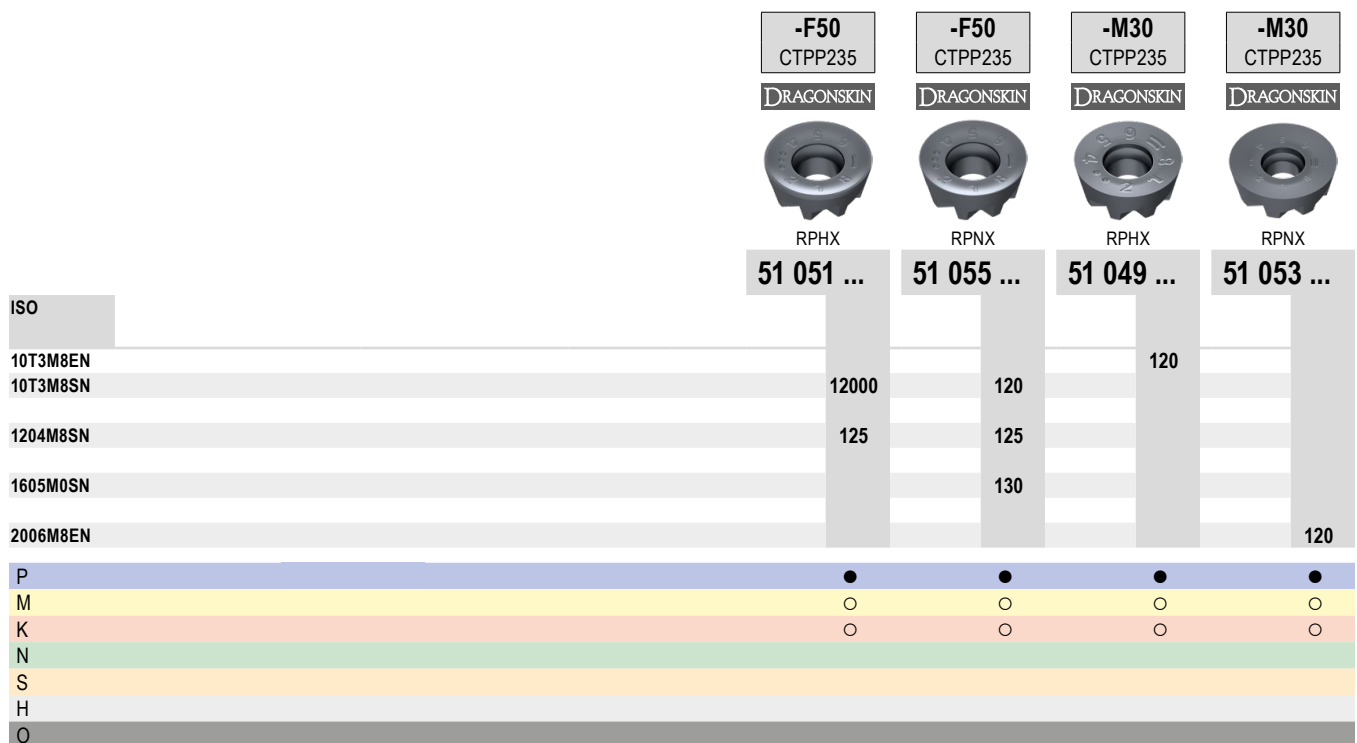 -F50 -F50 -M30 -M30
CTPP235 CTPP235 CTPP235 CTPP235
DRAGONSKIN DRAGONSKIN DRAGONSKIN DRAGONSKIN
RPHX RPNX RPHX RPNX
51 051 ... 51 055 ... 51 049 ... 51 053 ...
ISO
10T3M8EN 120
10T3M8SN 12000 120
1204M8SN 125 125
1605M0SN 130
2006M8EN 120
P ● ● ● ●
M ○ ○ ○ ○
K ○ ○ ○ ○
N
S
H
O